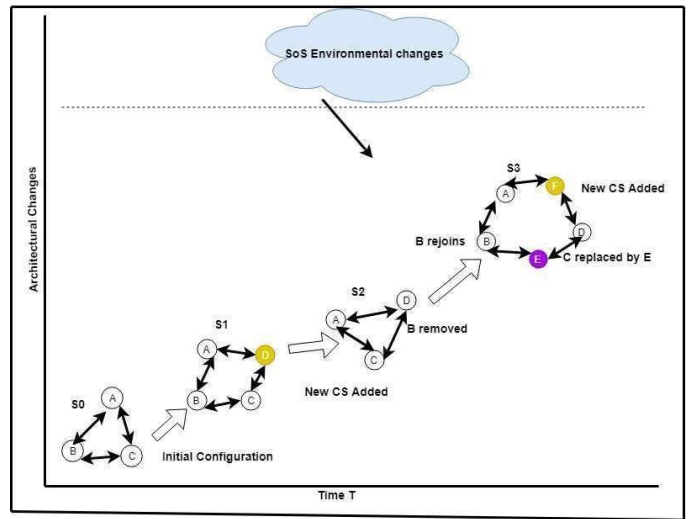 SoS Environmental changes
Architectural Changes
S3
A
F
New CS Added
B rejoins
B
D
E
C replaced by E
S2
A
D
B removed
C
S1
A
D
B
C
New CS Added
S0
A
B
C
Initial Configuration
Time T